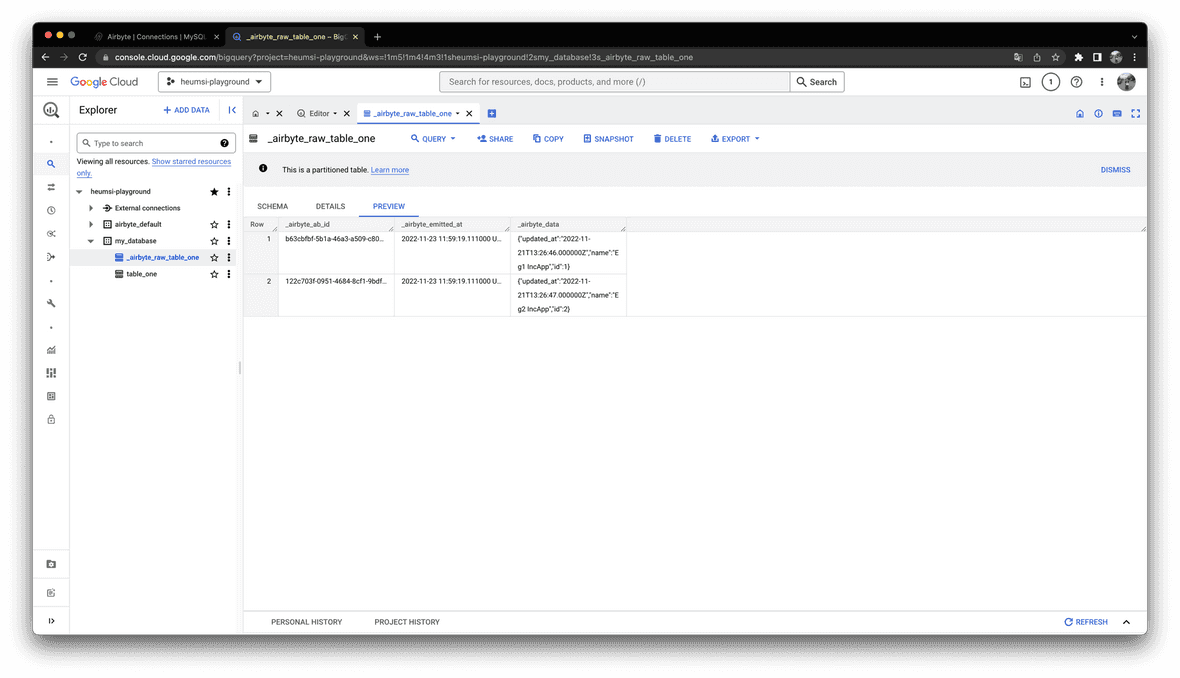 Airbyte | Connections | MySQL
_airbyte_raw_table_one – Big
console.cloud.google.com/bigquery?project=heumsi-playground&ws=!1m5!1m4!4m3!1sheumsi-playground!2smy_database!3s_airbyte_raw_table_one
Google Cloud
heumsi-playground
Search for resources, docs, products, and more (/)
Search
1
Explorer
+ ADD DATA
Editor
_airbyte_raw_table_one
Type to search
_airbyte_raw_table_one
QUERY
SHARE
COPY
SNAPSHOT
DELETE
EXPORT
Viewing all resources. Show starred resources
only.
This is a partitioned table. Learn more
DISMISS
heumsi-playground
External connections
airbyte_default
my_database
_airbyte_raw_table_one
table_one
SCHEMA
DETAILS
PREVIEW
Row
_airbyte_ab_id
_airbyte_emitted_at
_airbyte_data
1
b63cbfbf-5b1a-46a3-a509-c80...
2022-11-23 11:59:19.111000 U...
{"updated_at":"2022-11-
21T13:26:46.000000Z","name":"E
g1 IncApp","id":1}
2
122c703f-0951-4684-8cf1-9bdf...
2022-11-23 11:59:19.111000 U...
{"updated_at":"2022-11-
21T13:26:47.000000Z","name":"E
g2 IncApp","id":2}
PERSONAL HISTORY
PROJECT HISTORY
REFRESH